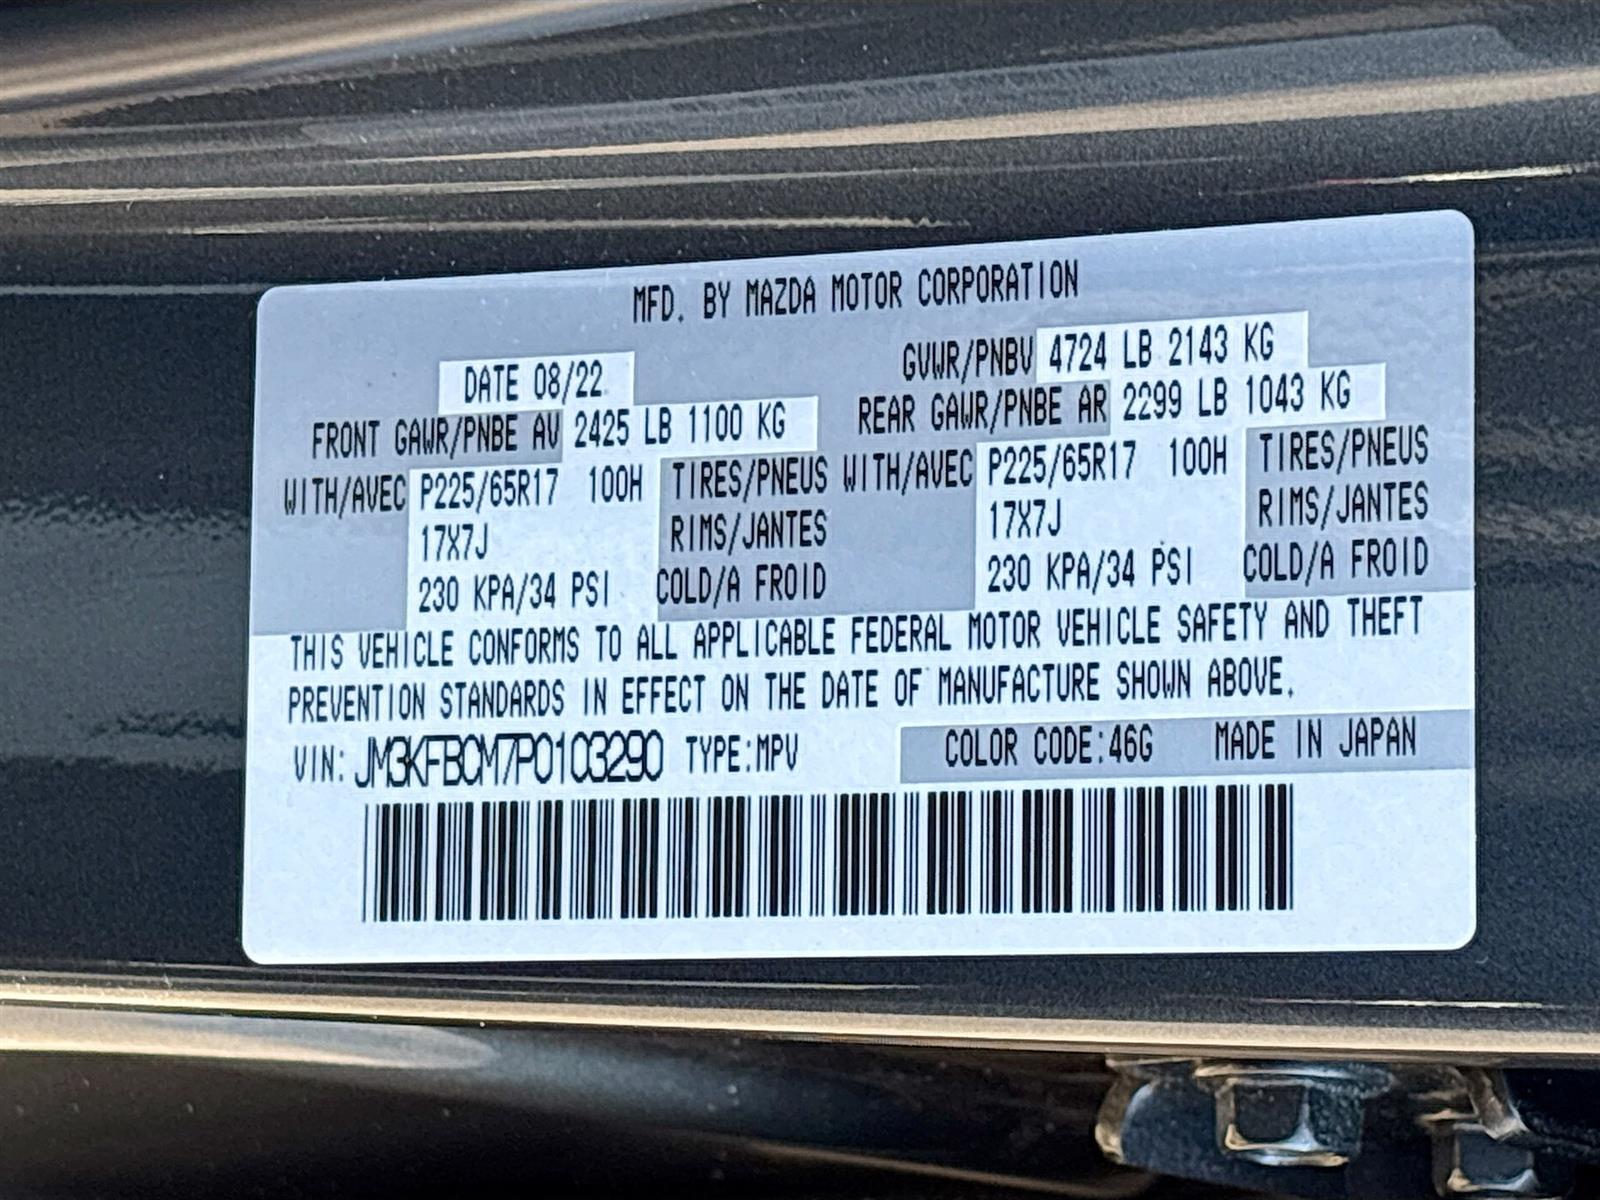 MFD. BY MAZDA MOTOR CORPORATION
DATE 08/22 GVWR/PNBV 4724 LB 2143 KG
FRONT GAWR/PNBE AV 2425 LB 1100 KG REAR GAWR/PNBE AR 2299 LB 1043 KG
WITH/AVEC P225/65R17 100H TIRES/PNEUS WITH/AVEC P225/65R17 100H TIRES/PNEUS
17X7J RIMS/JANTES 17X7J RIMS/JANTES
230 KPA/34 PSI COLD/A FROID 230 KPA/34 PSI COLD/A FROID
THIS VEHICLE CONFORMS TO ALL APPLICABLE FEDERAL MOTOR VEHICLE SAFETY AND THEFT
PREVENTION STANDARDS IN EFFECT ON THE DATE OF MANUFACTURE SHOWN ABOVE.
VIN: JM3KFBCM7P0103290 TYPE:MPV COLOR CODE:46G MADE IN JAPAN